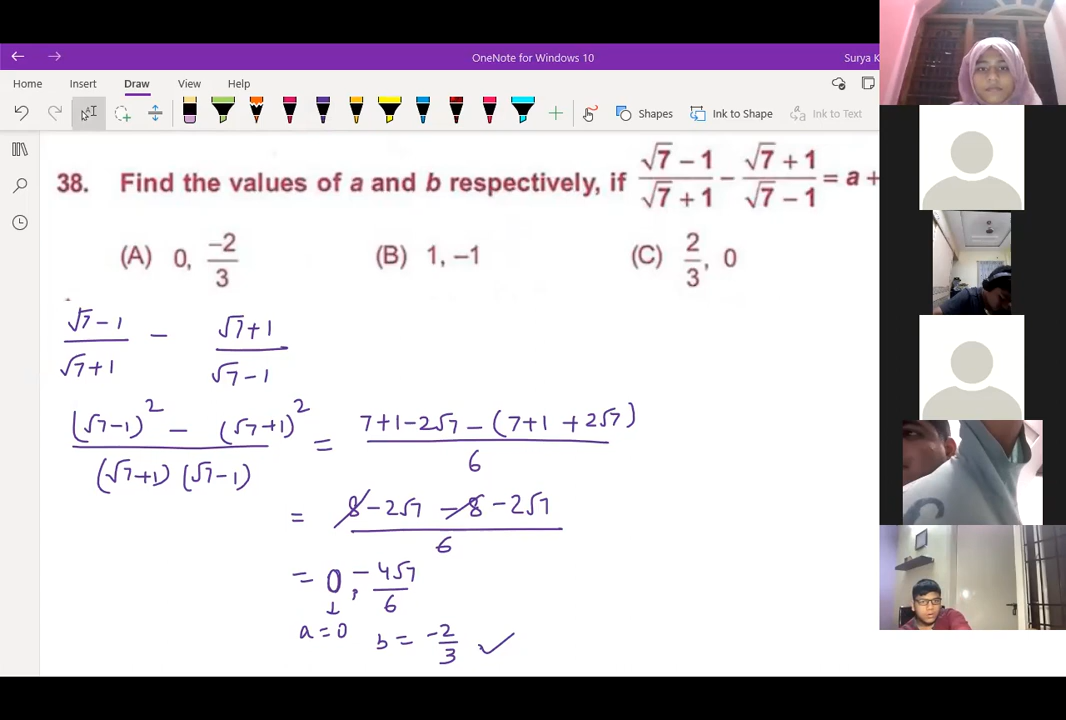 OneNote for Windows 10
Surya K
Home Insert Draw View Help
Shapes Ink to Shape Ink to Text
38. Find the values of a and b respectively, if (√7 − 1)/(√7 + 1) − (√7 + 1)/(√7 − 1) = a +
(A) 0, −2/3 (B) 1, −1 (C) 2/3, 0
(√7−1)/(√7+1) − (√7+1)/(√7−1)
((√7−1)² − (√7+1)²)/((√7+1)(√7−1)) = (7+1−2√7 − (7+1+2√7))/6
= (8−2√7 −8 −2√7)/6
= 0, −4√7/6
↓
a = 0 b = −2/3 ✓